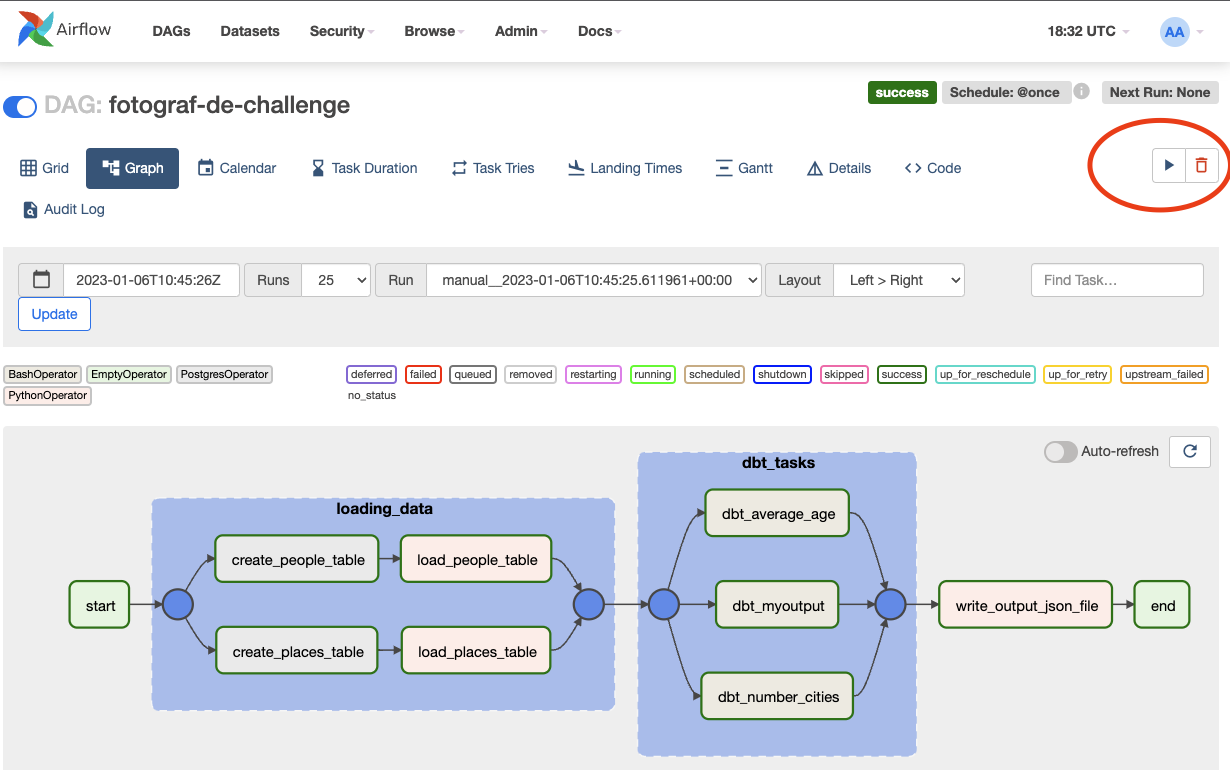 Airflow DAGs Datasets Security Browse Admin Docs 18:32 UTC AA
DAG: fotograf-de-challenge success Schedule: @once i Next Run: None
Grid Graph Calendar Task Duration Task Tries Landing Times Gantt Details <> Code
Audit Log
2023-01-06T10:45:26Z Runs 25 Run manual__2023-01-06T10:45:25.611961+00:00 Layout Left > Right Find Task...
Update
BashOperator EmptyOperator PostgresOperator deferred failed queued removed restarting running scheduled shutdown skipped success up_for_reschedule up_for_retry upstream_failed
PythonOperator no_status
Auto-refresh
loading_data
dbt_tasks
start
create_people_table load_people_table
create_places_table load_places_table
dbt_average_age
dbt_myoutput
dbt_number_cities
write_output_json_file
end